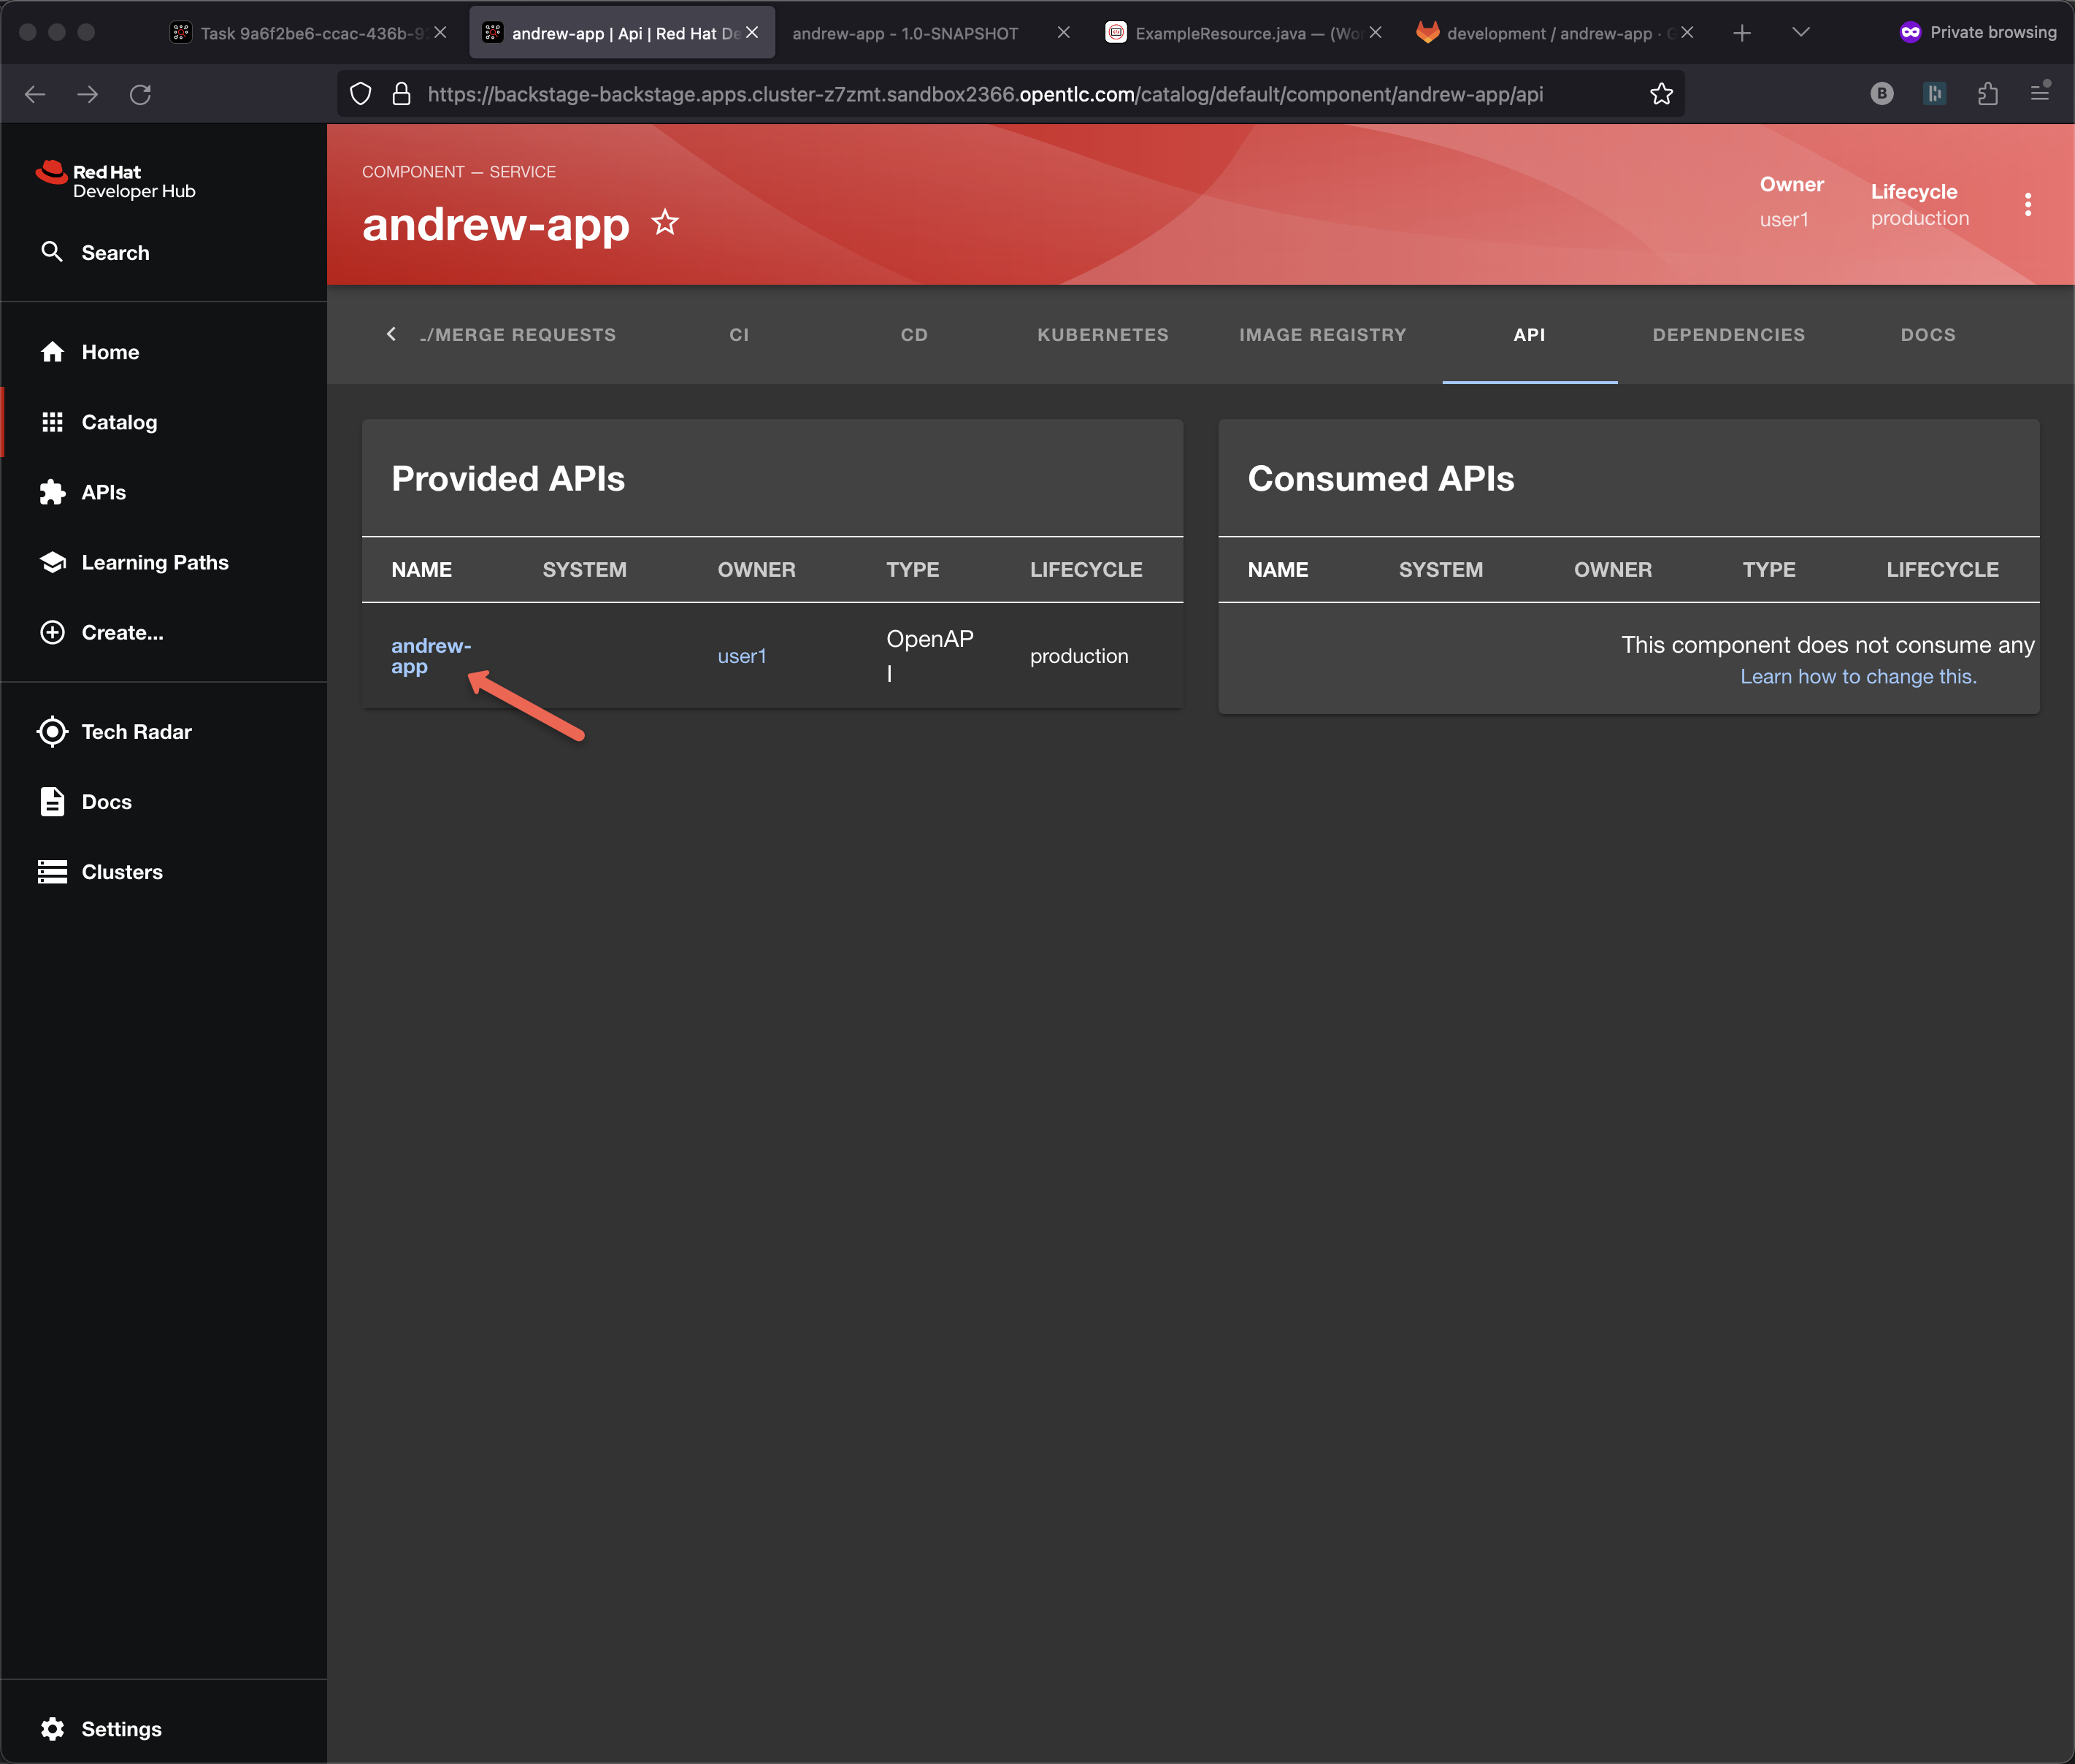 Task 9a6f2be6-ccac-436b-9
andrew-app | Api | Red Hat De
andrew-app - 1.0-SNAPSHOT
ExampleResource.java — (Wor
development / andrew-app · G
Private browsing
https://backstage-backstage.apps.cluster-z7zmt.sandbox2366.opentlc.com/catalog/default/component/andrew-app/api
B
Red Hat
Developer Hub
Search
Home
Catalog
APIs
Learning Paths
Create...
Tech Radar
Docs
Clusters
Settings
COMPONENT — SERVICE
andrew-app
Owner
user1
Lifecycle
production
/MERGE REQUESTS
CI
CD
KUBERNETES
IMAGE REGISTRY
API
DEPENDENCIES
DOCS
Provided APIs
NAME SYSTEM OWNER TYPE LIFECYCLE
andrew-
app
user1
OpenAP
I
production
Consumed APIs
NAME SYSTEM OWNER TYPE LIFECYCLE
This component does not consume any
Learn how to change this.